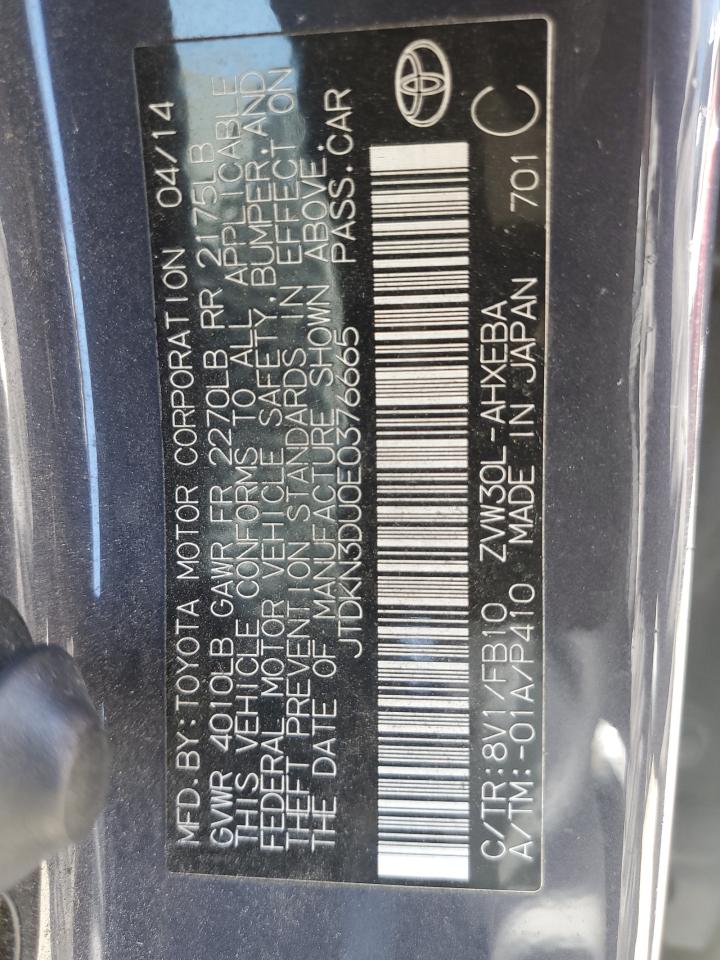 MFD.BY:TOYOTA MOTOR CORPORATION 04/14
GVWR 4010LB GAWR FR 2270LB RR 2175LB
THIS VEHICLE CONFORMS TO ALL APPLICABLE
FEDERAL MOTOR VEHICLE SAFETY, BUMPER, AND
THEFT PREVENTION STANDARDS IN EFFECT ON
THE DATE OF MANUFACTURE SHOWN ABOVE.
JTDKN3DU0E0376665 PASS.CAR
C/TR:8V1/FB10 ZVW30L-AHXEBA
A/TM:-01A/P410 MADE IN JAPAN 701 C